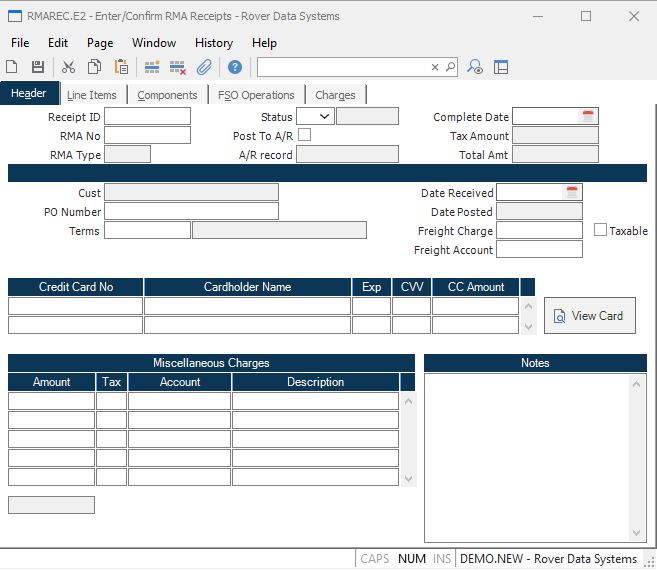 RMAREC.E2 - Enter/Confirm RMA Receipts - Rover Data Systems
File Edit Page Window History Help
Header Line Items Components FSO Operations Charges
Receipt ID Status Complete Date
RMA No Post To A/R Tax Amount
RMA Type A/R record Total Amt
Cust Date Received
PO Number Date Posted
Terms Freight Charge Taxable
Freight Account
Credit Card No Cardholder Name Exp CVV CC Amount
View Card
Miscellaneous Charges Notes
Amount Tax Account Description
CAPS NUM INS DEMO.NEW - Rover Data Systems